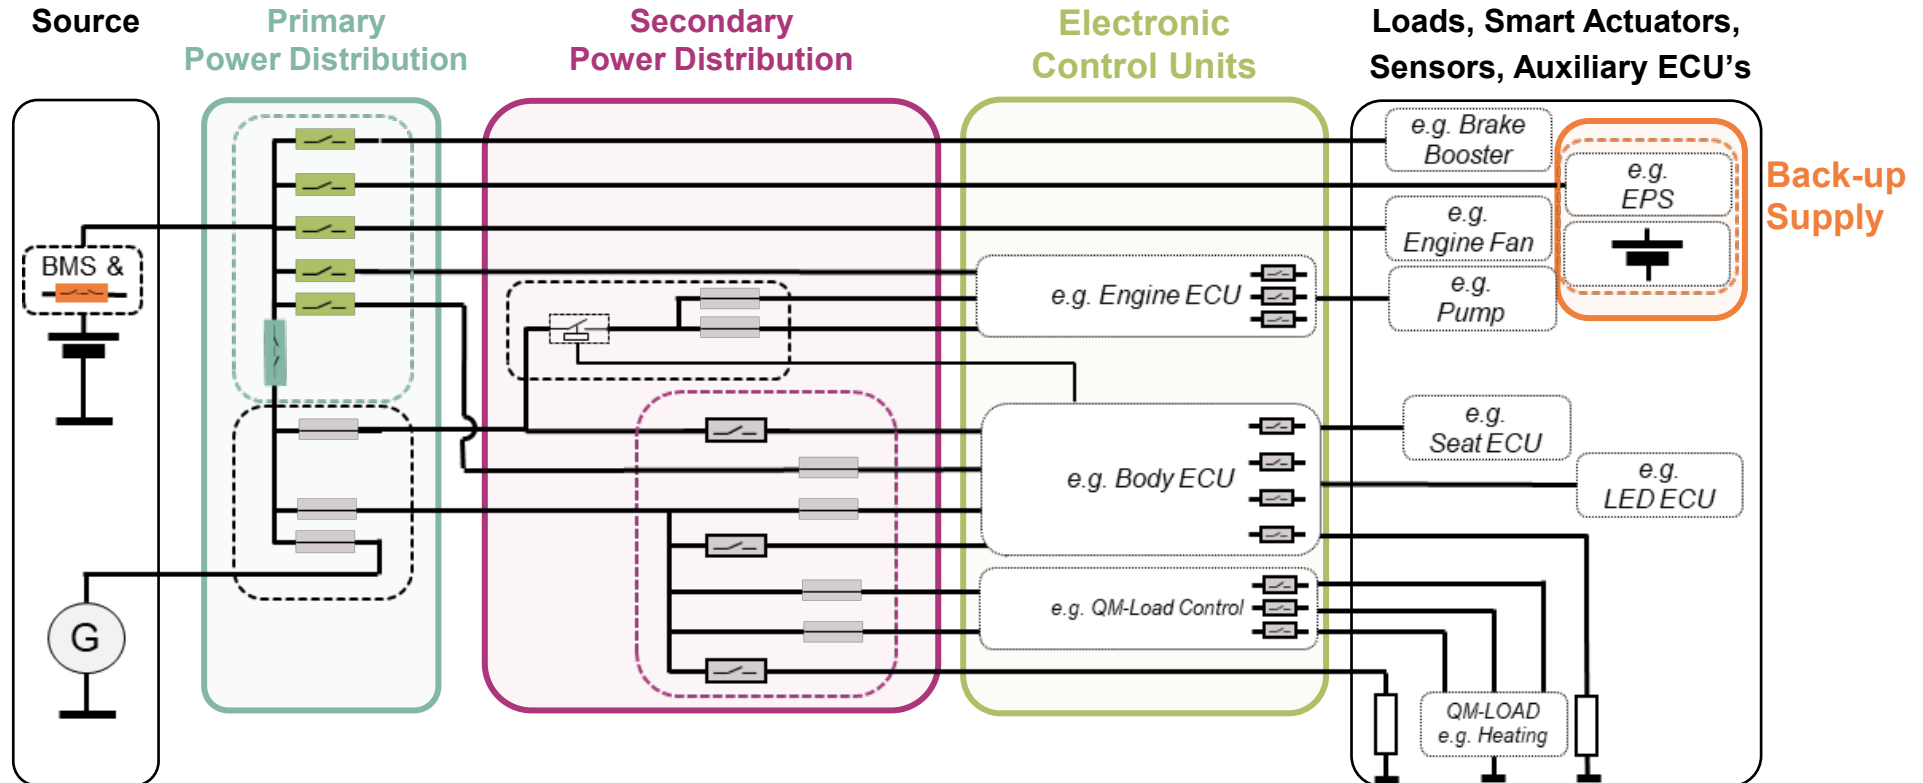 Source
Primary
Power Distribution
Secondary
Power Distribution
Electronic
Control Units
Loads, Smart Actuators,
Sensors, Auxiliary ECU's
e.g. Brake
Booster
e.g.
EPS
Back-up
Supply
e.g.
Engine Fan
BMS &
e.g. Engine ECU
e.g.
Pump
e.g.
Seat ECU
e.g. Body ECU
e.g.
LED ECU
e.g. QM-Load Control
G
QM-LOAD
e.g. Heating